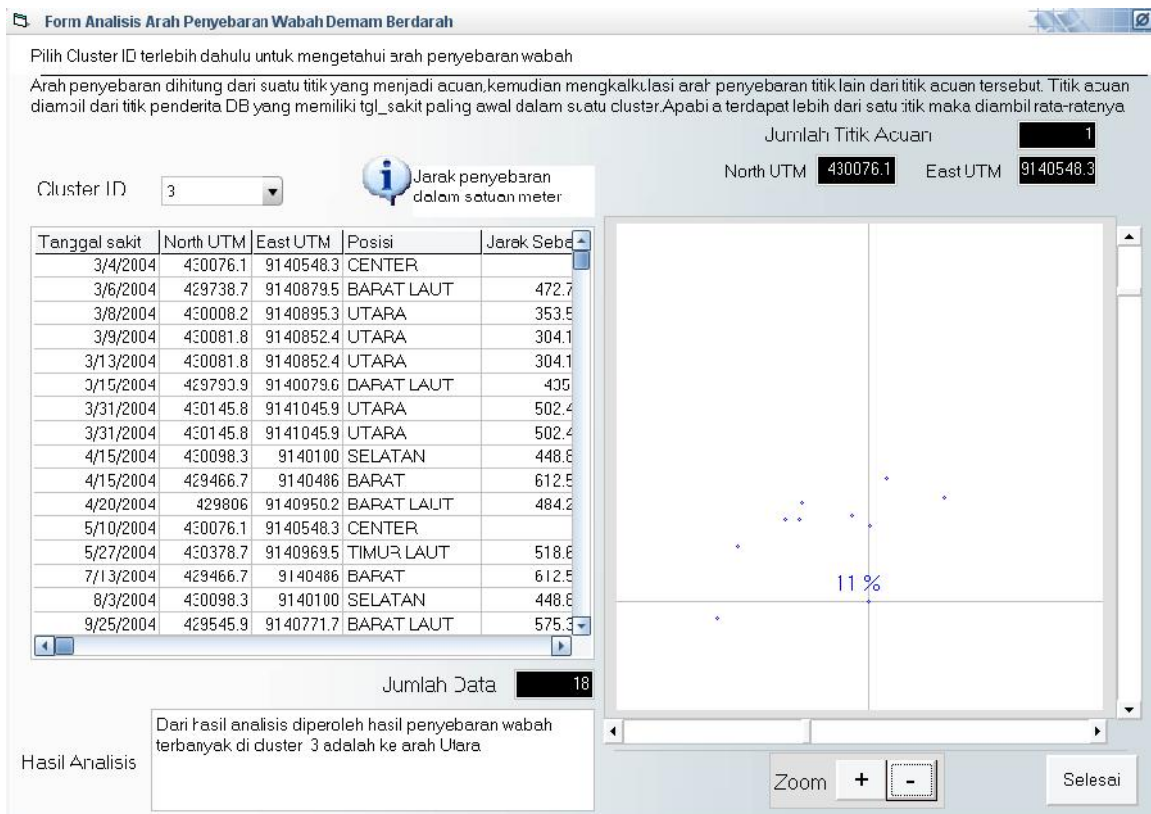 Form Analisis Arah Penyebaran Wabah Demam Berdarah
Pilih Cluster ID terlebih dahulu untuk mengetahui arah penyebaran wabah
Arah penyebaran dihitung dari suatu titik yang menjadi acuan,kemudian mengkalkulasi arah penyebaran titik lain dari titik acuan tersebut. Titik acuan
diambil dari titik penderita DB yang memiliki tgl_sakit paling awal dalam suatu cluster.Apabila terdapat lebih dari satu titik maka diambil rata-ratanya
Jumlah Titik Acuan 1
North UTM 430076.1 East UTM 9140548.3
Cluster ID 3
Jarak penyebaran
dalam satuan meter
Tanggal sakit North UTM East UTM Posisi Jarak Seba
3/4/2004 430076.1 9140548.3 CENTER
3/6/2004 429738.7 9140879.5 BARAT LAUT 472.7
3/8/2004 430008.2 9140895.3 UTARA 353.5
3/9/2004 430081.8 9140852.4 UTARA 304.1
3/13/2004 430081.8 9140852.4 UTARA 304.1
3/15/2004 BARAT LAUT
3/31/2004 430145.8 9141045.9 UTARA 502.4
3/31/2004 430145.8 9141045.9 UTARA 502.4
4/15/2004 430098.3 9140100 SELATAN 448.8
4/15/2004 429466.7 9140486 BARAT 612.5
4/20/2004 429806 9140950.2 BARAT LAUT 484.2
5/10/2004 430076.1 9140548.3 CENTER
5/27/2004 430378.7 9140969.5 TIMUR LAUT 518.6
7/13/2004 429466.7 9140486 BARAT 612.5
8/3/2004 430098.3 9140100 SELATAN 448.8
9/25/2004 429545.9 9140771.7 BARAT LAUT 575.3
11 %
Jumlah Data 18
Hasil Analisis
Dari hasil analisis diperoleh hasil penyebaran wabah
terbanyak di cluster 3 adalah ke arah Utara
Zoom + -
Selesai